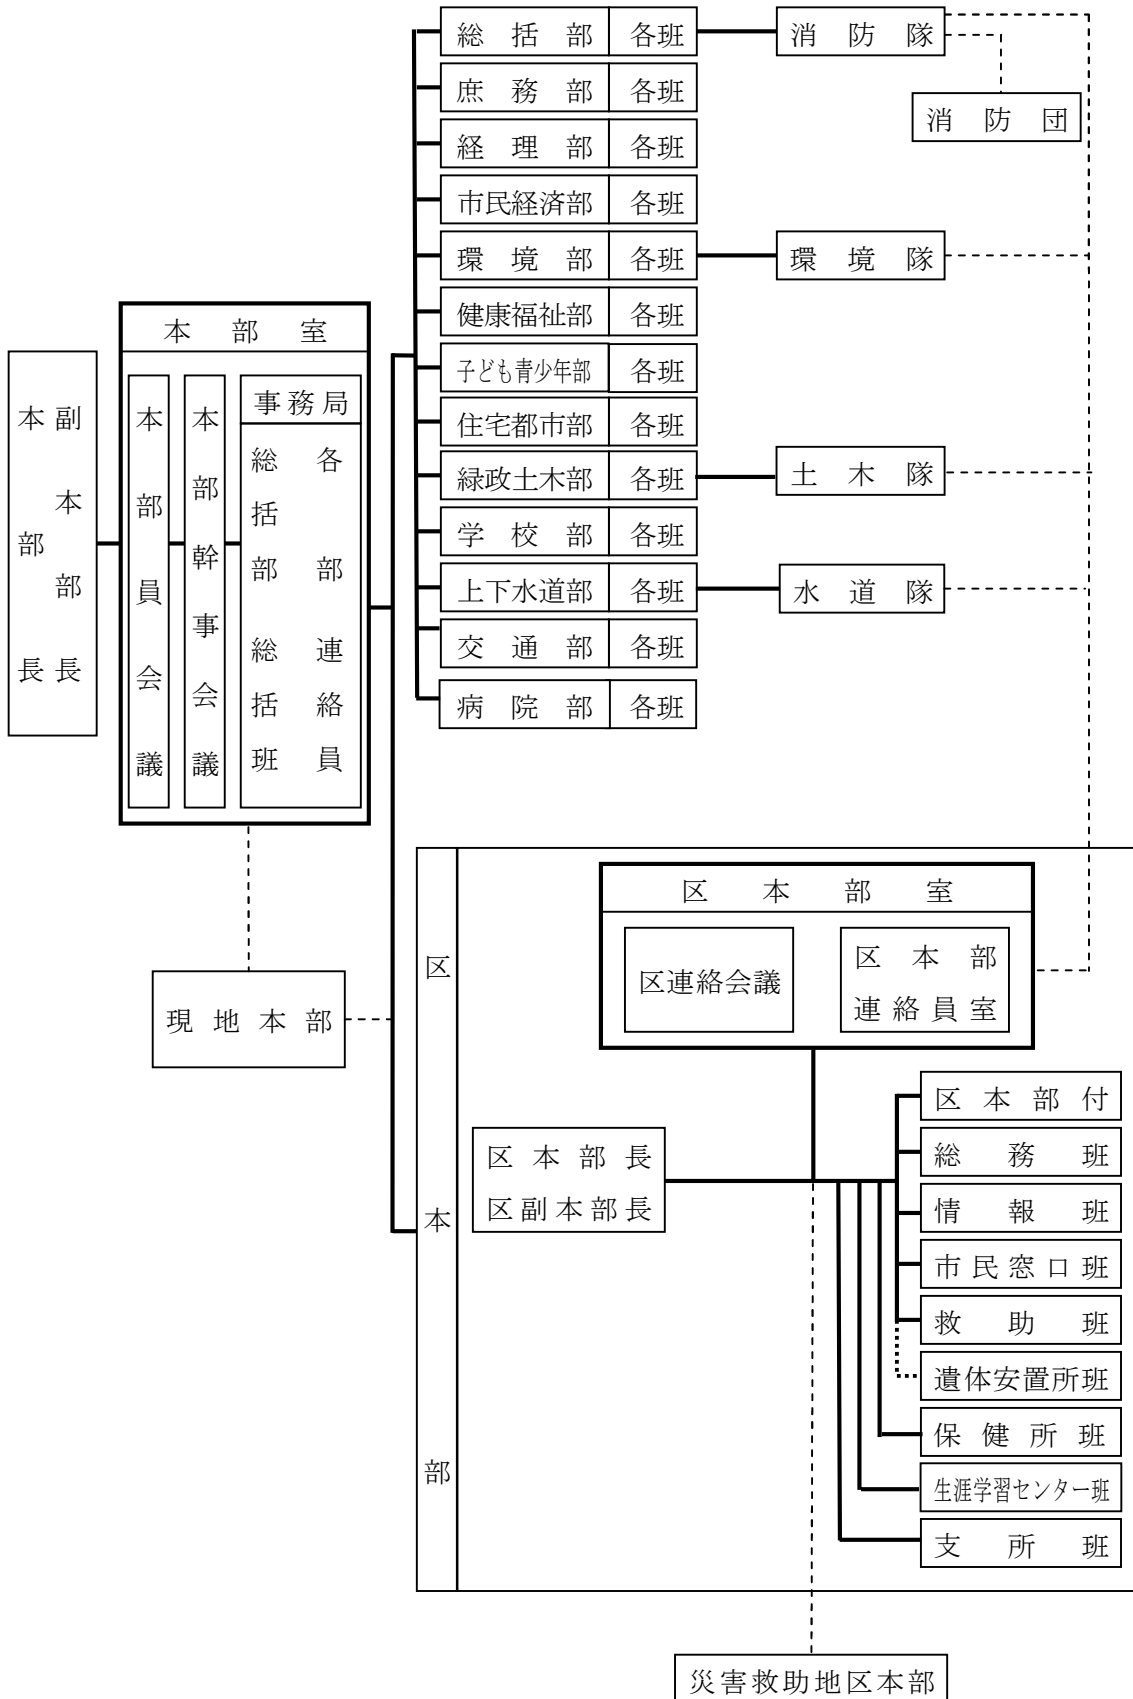 総括部 各班 消防隊
消防団
庶務部 各班
経理部 各班
市民経済部 各班
環境部 各班 環境隊
健康福祉部 各班
子ども青少年部 各班
住宅都市部 各班
緑政土木部 各班 土木隊
学校部 各班
上下水道部 各班 水道隊
交通部 各班
病院部 各班
本部長
副本部長
本部室
本部員会議
本部幹事会議
事務局
総括部総括班
各部連絡員
現地本部
区本部
区本部室
区連絡会議
区本部
連絡員室
区本部長
区副本部長
区本部付
総務班
情報班
市民窓口班
救助班
遺体安置所班
保健所班
生涯学習センター班
支所班
災害救助地区本部